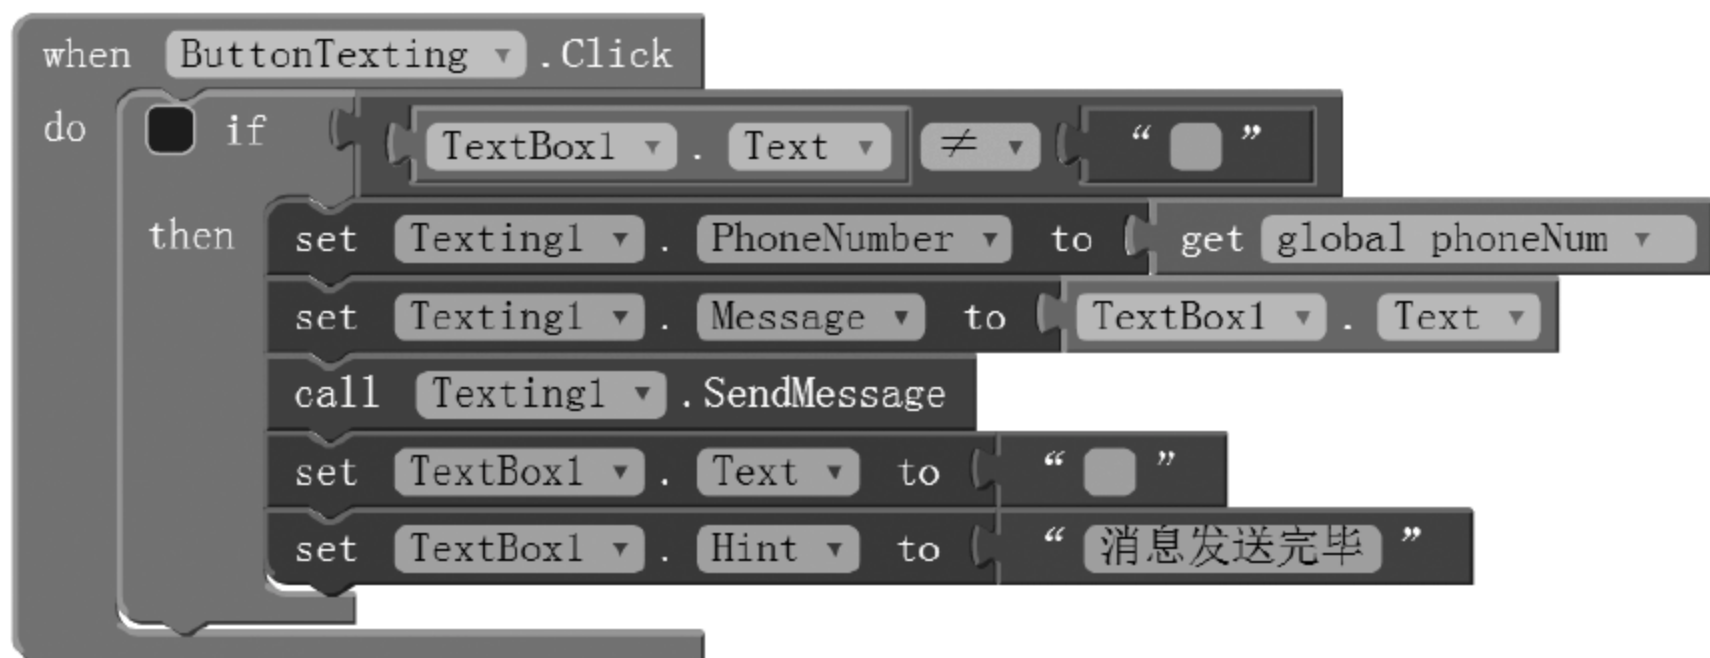 when ButtonTexting .Click
do if TextBox1 . Text ≠ “ ”
then set Texting1 . PhoneNumber to get global phoneNum
set Texting1 . Message to TextBox1 . Text
call Texting1 .SendMessage
set TextBox1 . Text to “ ”
set TextBox1 . Hint to “ 消息发送完毕 ”